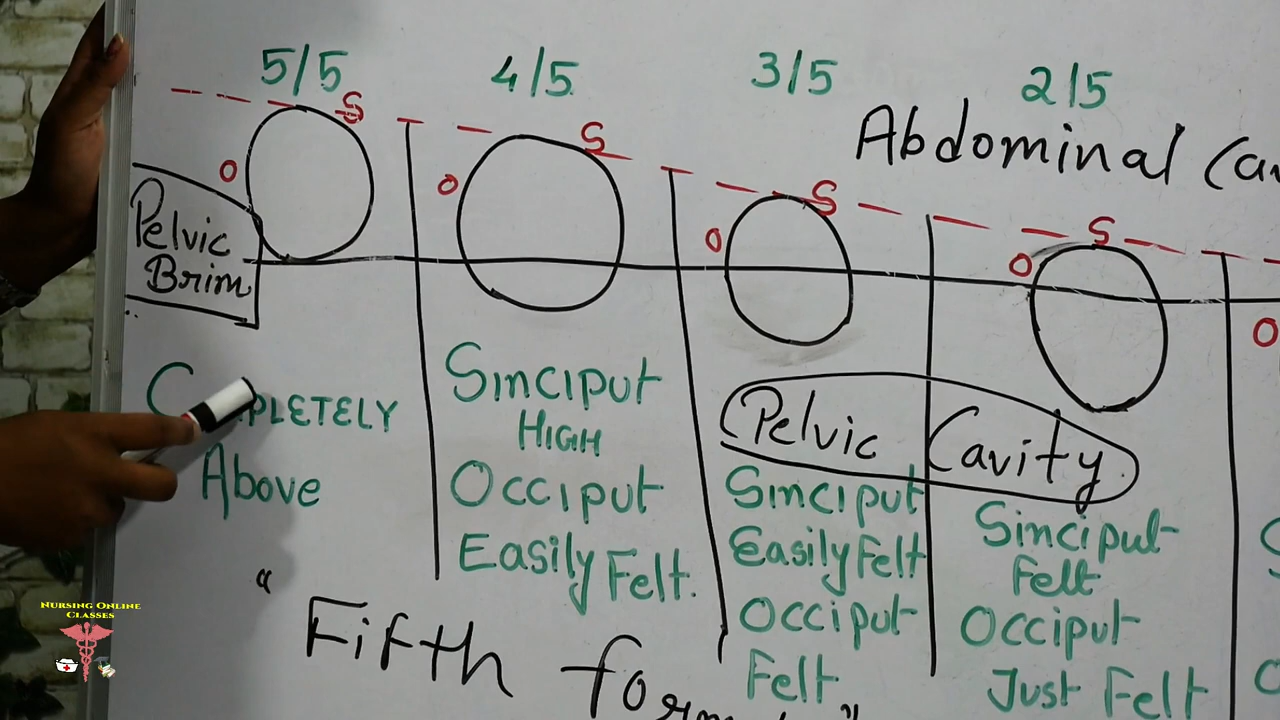 5/5 4/5 3/5 2/5
Abdominal
S S S S
O O O O O
Pelvic
Brim
COMPLETELY
Above
Sinciput
HIGH
Occiput
Easily Felt.
Pelvic Cavity
Sinciput
Easily Felt
Occiput
Felt
Sinciput
Felt
Occiput
Just Felt
"Fifth
NURSING ONLINE
CLASSES